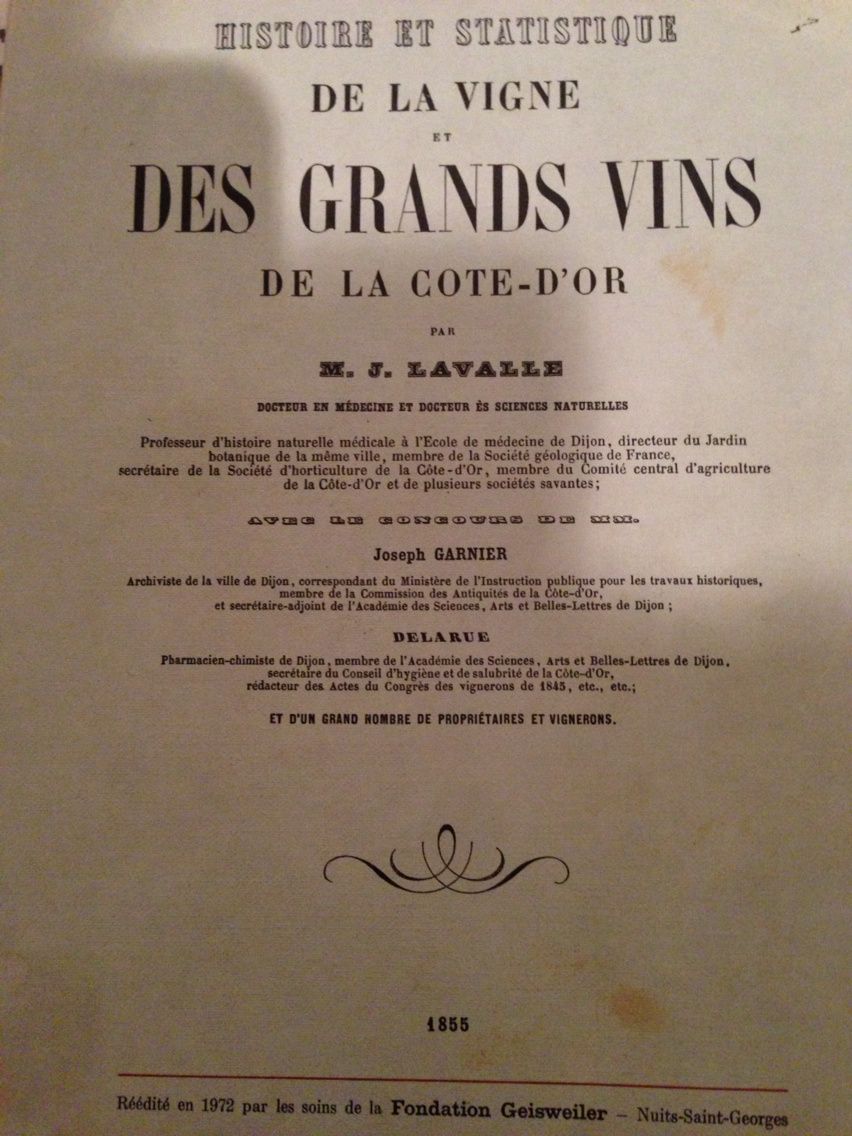 HISTOIRE ET STATISTIQUE
DE LA VIGNE
ET
DES GRANDS VINS
DE LA COTE-D'OR
PAR
M. J. LAVALLE
DOCTEUR EN MÉDECINE ET DOCTEUR ÈS SCIENCES NATURELLES
Professeur d'histoire naturelle médicale à l'Ecole de médecine de Dijon, directeur du Jardin
botanique de la même ville, membre de la Société géologique de France,
secrétaire de la Société d'horticulture de la Côte-d'Or, membre du Comité central d'agriculture
de la Côte-d'Or et de plusieurs sociétés savantes;
AVEC LE CONCOURS DE MM.
Joseph GARNIER
Archiviste de la ville de Dijon, correspondant du Ministère de l'Instruction publique pour les travaux historiques,
membre de la Commission des Antiquités de la Côte-d'Or,
et secrétaire-adjoint de l'Académie des Sciences, Arts et Belles-Lettres de Dijon;
DELARUE
Pharmacien-chimiste de Dijon, membre de l'Académie des Sciences, Arts et Belles-Lettres de Dijon,
secrétaire du Conseil d'hygiène et de salubrité de la Côte-d'Or,
rédacteur des Actes du Congrès des vignerons de 1845, etc., etc.;
ET D'UN GRAND NOMBRE DE PROPRIÉTAIRES ET VIGNERONS.
1855
Réédité en 1972 par les soins de la Fondation Geisweiler – Nuits-Saint-Georges